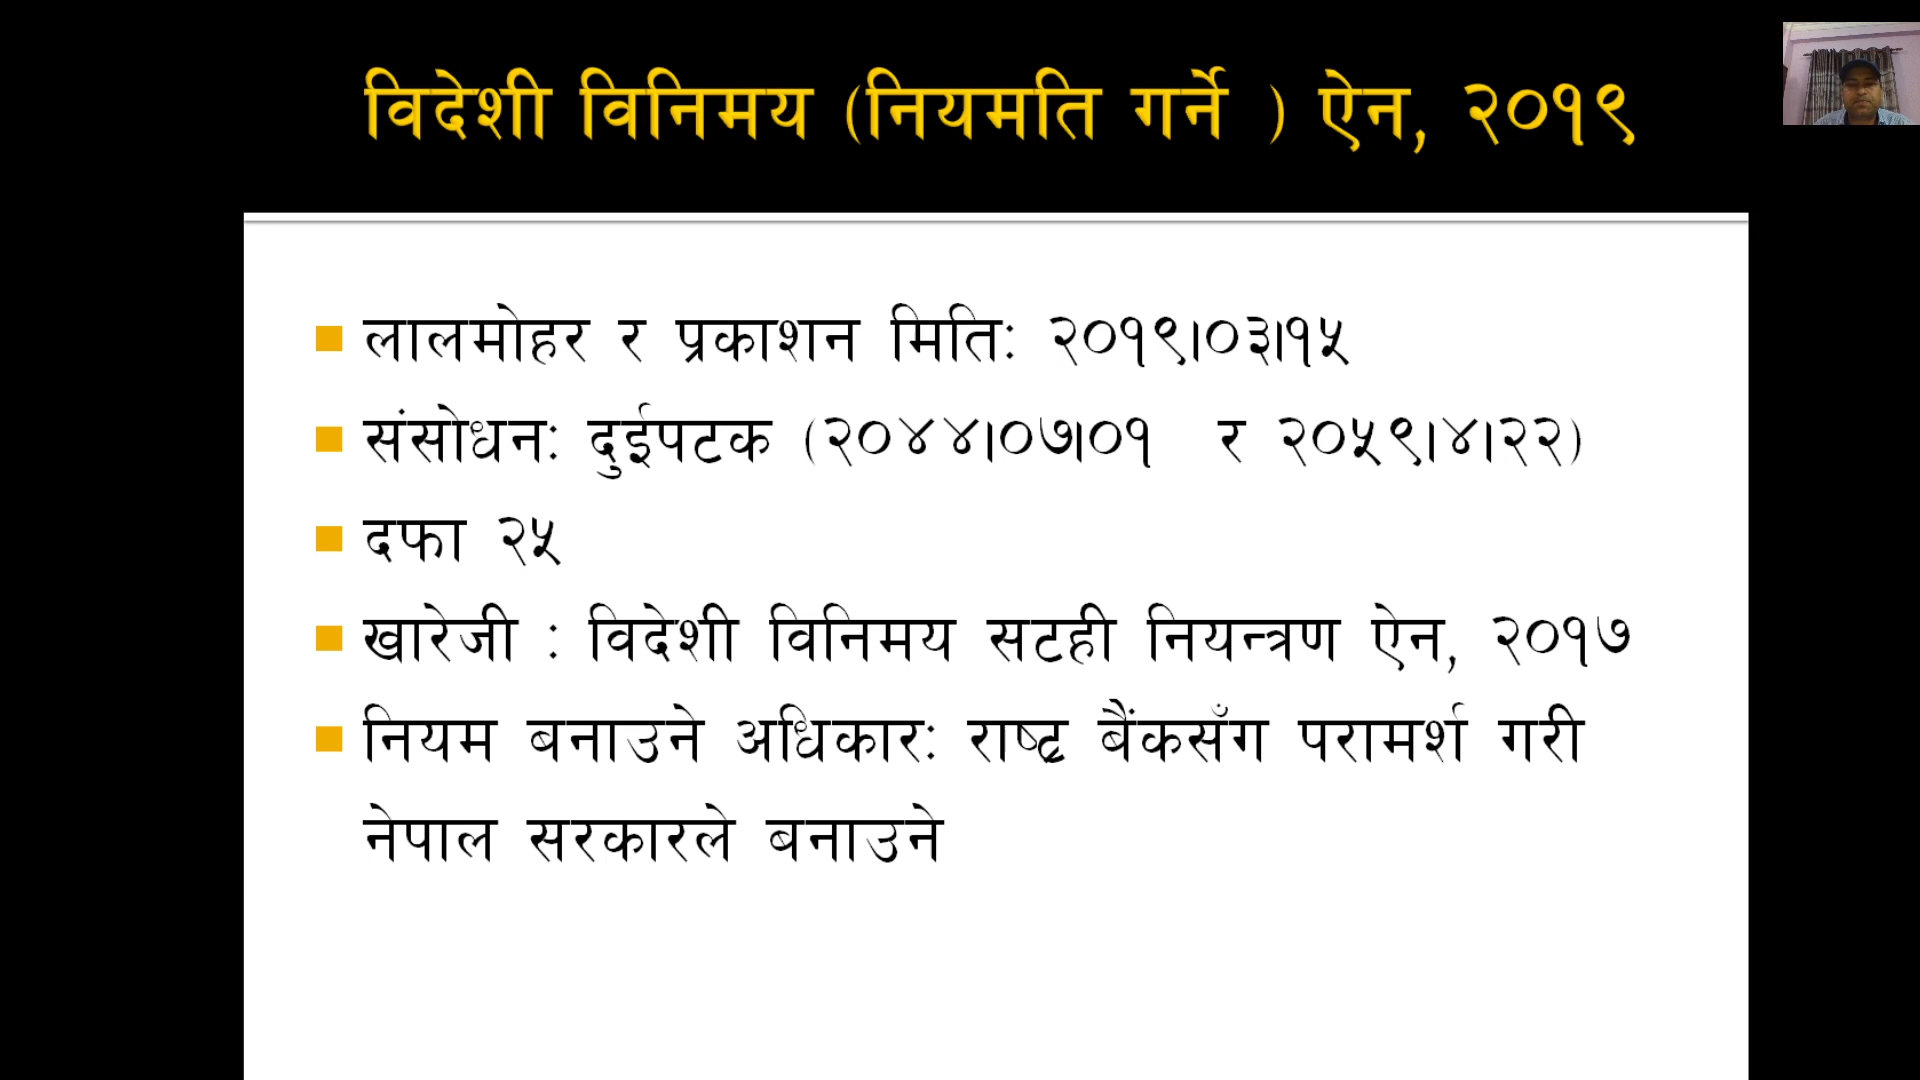 विदेशी विनिमय (नियमति गर्ने ) ऐन, २०१९
लालमोहर र प्रकाशन मितिः २०१९।०३।१५
संसोधनः दुईपटक (२०४४।०७।०१ र २०५९।४।२२)
दफा २५
खारेजी : विदेशी विनिमय सटही नियन्त्रण ऐन, २०१७
नियम बनाउने अधिकारः राष्ट्र बैंकसँग परामर्श गरी
नेपाल सरकारले बनाउने